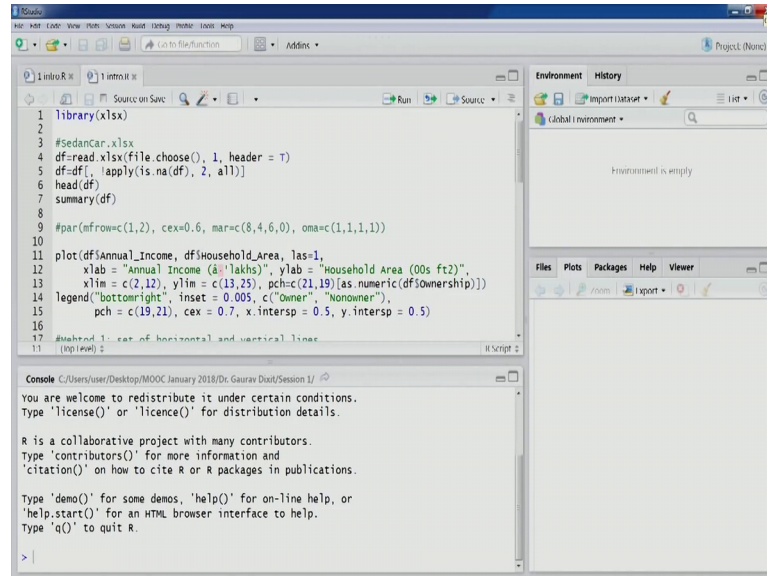 RStudio
File Edit Code View Plots Session Build Debug Profile Tools Help
Go to file/function
Addins
Project: (None)
1 intro.R
1 intro.R
Source on Save
Run
Source
1 library(xlsx)
2
3 #SedanCar.xlsx
4 df=read.xlsx(file.choose(), 1, header = T)
5 df=df[, !apply(is.na(df), 2, all)]
6 head(df)
7 summary(df)
8
9 #par(mfrow=c(1,2), cex=0.6, mar=c(8,4,6,0), oma=c(1,1,1,1))
10
11 plot(df$Annual_Income, df$Household_Area, las=1,
12 xlab = "Annual Income (á·'lakhs)", ylab = "Household Area (00s ft2)",
13 xlim = c(2,12), ylim = c(13,25), pch=c(21,19)[as.numeric(df$Ownership)])
14 legend("bottomright", inset = 0.005, c("Owner", "Nonowner"),
15 pch = c(19,21), cex = 0.7, x.intersp = 0.5, y.intersp = 0.5)
16
17 #Mehtod 1: set of horizontal and vertical lines
1:1 (Top Level) R Script
Console C:/Users/user/Desktop/MOOC January 2018/Dr. Gaurav Dixit/Session 1/
You are welcome to redistribute it under certain conditions.
Type 'license()' or 'licence()' for distribution details.
R is a collaborative project with many contributors.
Type 'contributors()' for more information and
'citation()' on how to cite R or R packages in publications.
Type 'demo()' for some demos, 'help()' for on-line help, or
'help.start()' for an HTML browser interface to help.
Type 'q()' to quit R.
>
Environment History
Import Dataset
List
Global Environment
Environment is empty
Files Plots Packages Help Viewer
Zoom Export